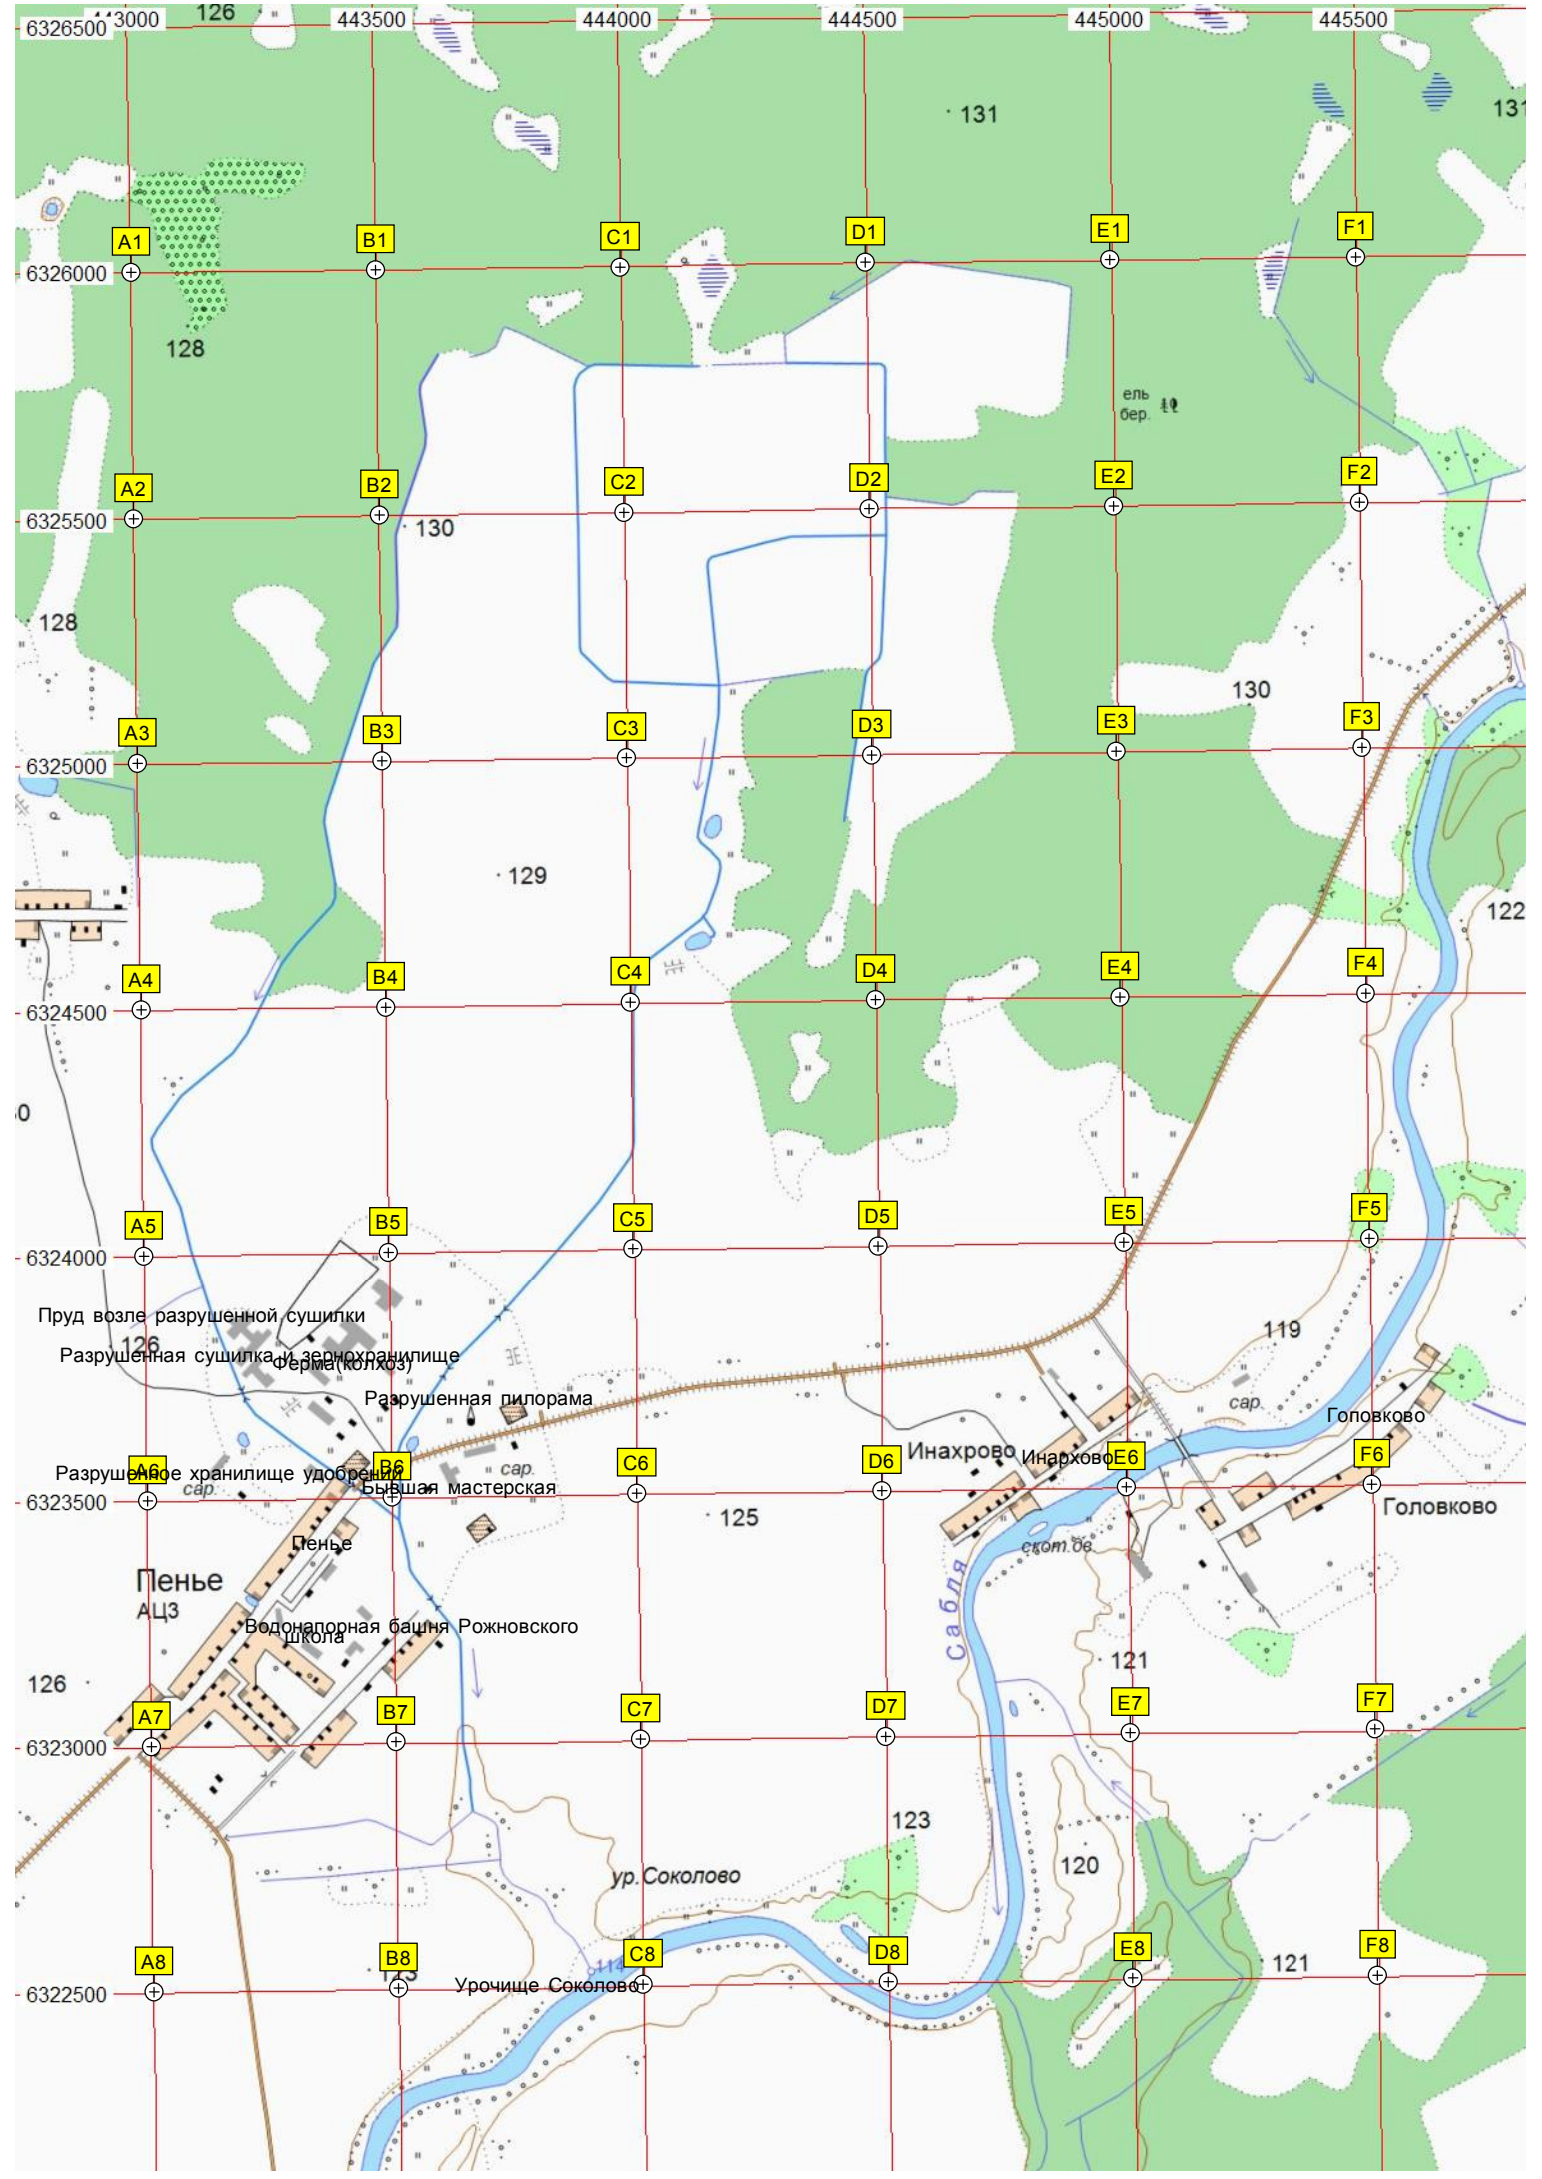 126
443000 443500 444000 444500 445000 445500
6326500
131
131
A1 B1 C1 D1 E1 F1
6326000
128
ель
бер.
A2 B2 C2 D2 E2 F2
6325500
130
128
130
A3 B3 C3 D3 E3 F3
6325000
129
122
A4 B4 C4 D4 E4 F4
6324500
A5 B5 C5 D5 E5 F5
6324000
Пруд возле разрушенной сушилки
126
119
Разрушенная сушилка и зернохранилище
Ферма(колхоз)
Разрушенная пилорама
сар.
Головково
Инахрово
Инархово
A6 B6 C6 D6 E6 F6
Разрушенное хранилище удобрений
сар.
сар.
Бывшая мастерская
6323500
125
Головково
Пенье
скот.дв.
Пенье
АЦЗ
Сабля
Водонапорная башня Рожновского
школа
121
126
A7 B7 C7 D7 E7 F7
6323000
123
120
ур.Соколово
A8 B8 C8 D8 E8 F8
114
121
123
Урочище Соколово
6322500